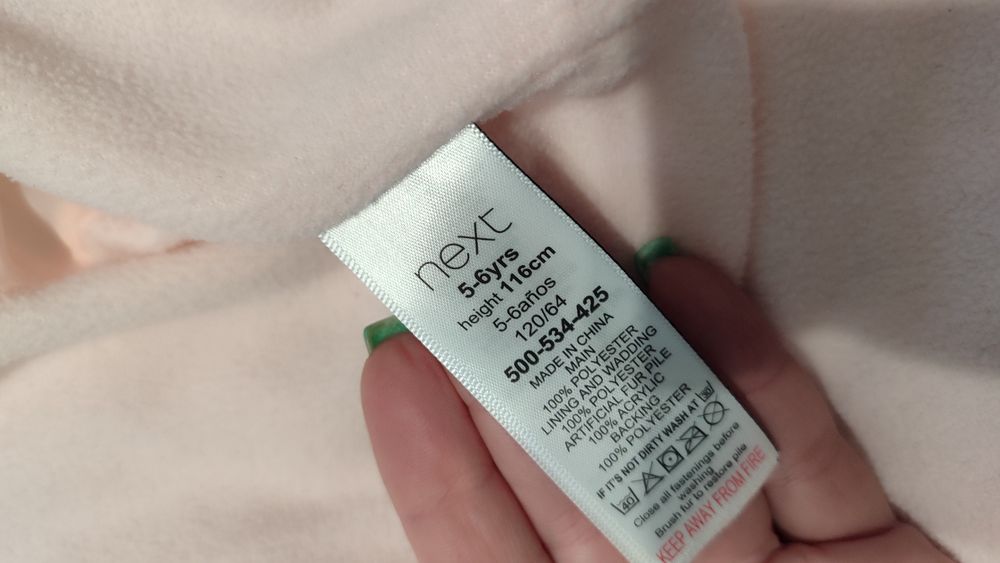 next
5-6yrs
height 116cm
5-6años
120/64
500-534-425
MADE IN CHINA
MAIN
100% POLYESTER
LINING AND WADDING
100% POLYESTER
ARTIFICIAL FUR PILE
100% ACRYLIC
BACKING
100% POLYESTER
IF IT'S NOT DIRTY WASH AT 30
40
Close all fastenings before
washing
Brush fur to restore pile
KEEP AWAY FROM FIRE